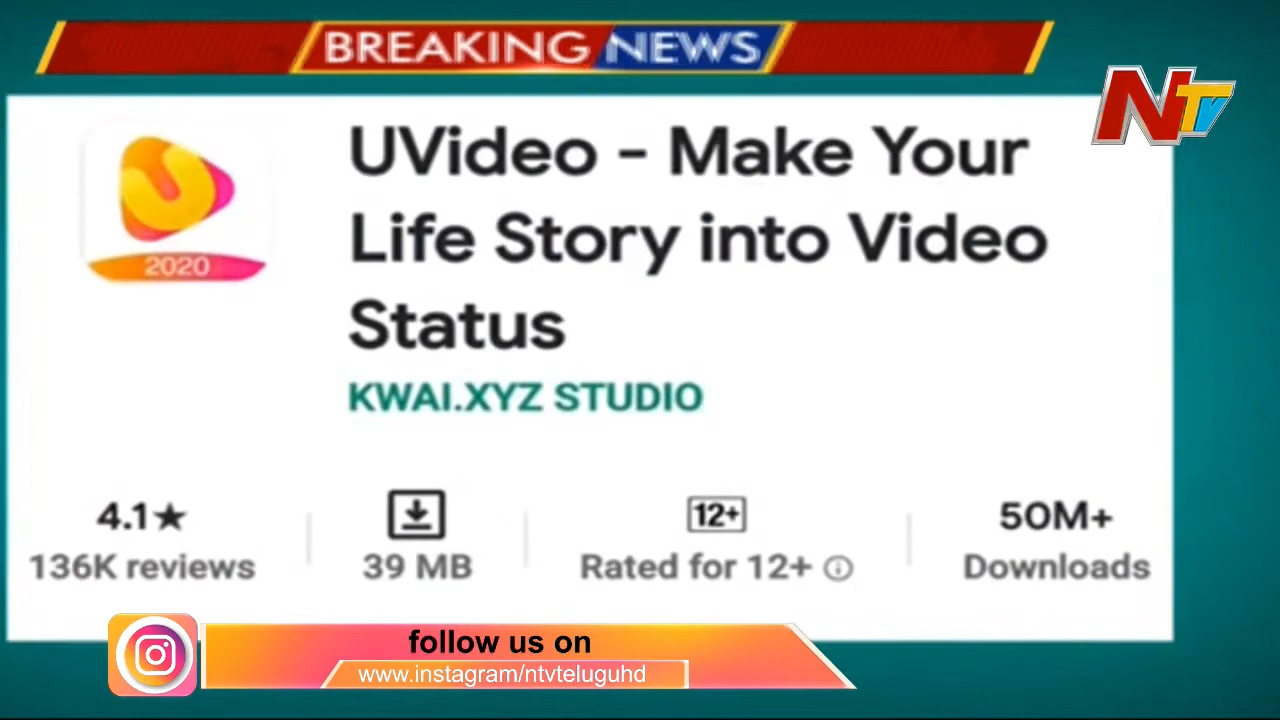 BREAKING NEWS
NTV
UVideo - Make Your
Life Story into Video
Status
2020
KWAI.XYZ STUDIO
4.1★
136K reviews
39 MB
12+
Rated for 12+
50M+
Downloads
follow us on
www.instagram/ntvteluguhd